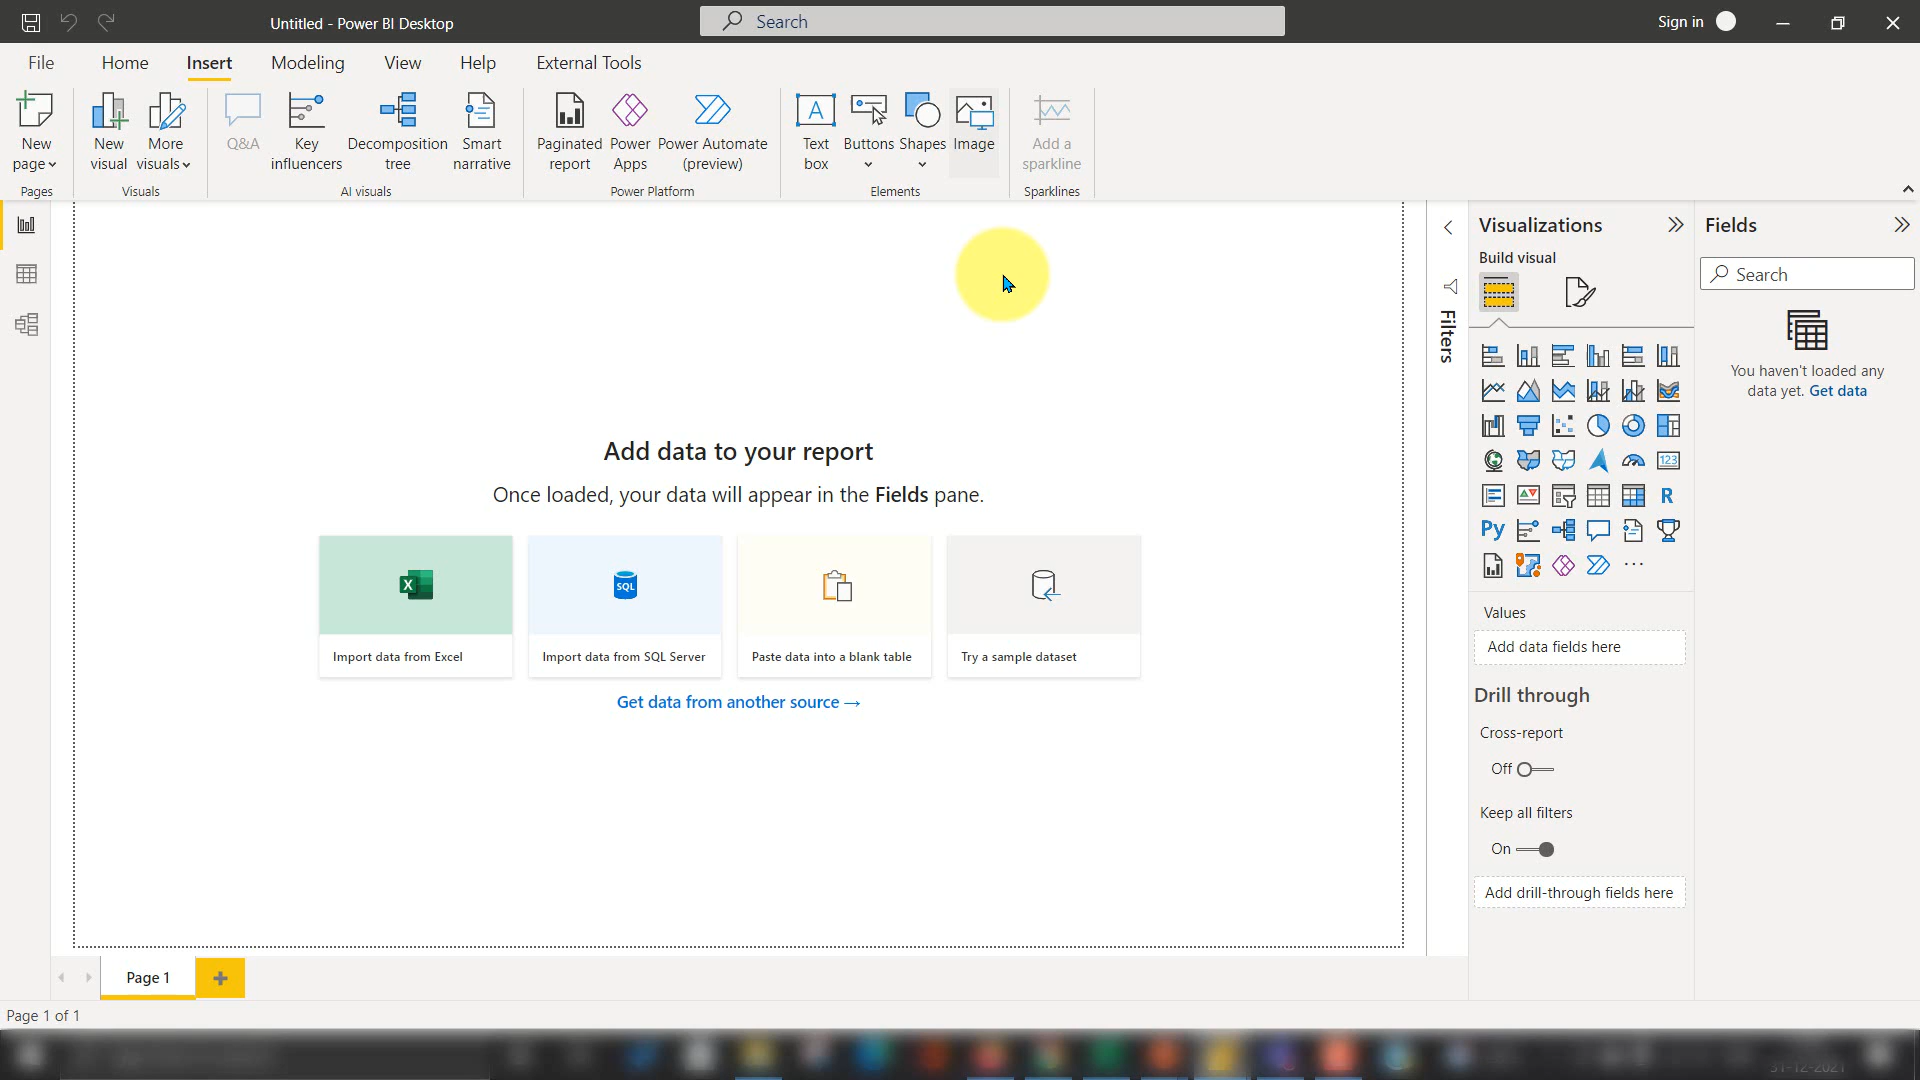 Untitled - Power BI Desktop
Search
Sign in
File Home Insert Modeling View Help External Tools
New page
New visual
More visuals
Q&A
Key influencers
Decomposition tree
Smart narrative
Paginated report
Power Apps
Power Automate (preview)
A
Text box
Buttons
Shapes
Image
Add a sparkline
Pages
Visuals
AI visuals
Power Platform
Elements
Sparklines
Add data to your report
Once loaded, your data will appear in the Fields pane.
X
SQL
Import data from Excel
Import data from SQL Server
Paste data into a blank table
Try a sample dataset
Get data from another source →
Filters
Visualizations
Build visual
123
R
Py
Values
Add data fields here
Drill through
Cross-report
Off
Keep all filters
On
Add drill-through fields here
Fields
Search
You haven't loaded any
data yet. Get data
Page 1
Page 1 of 1
31-12-2021